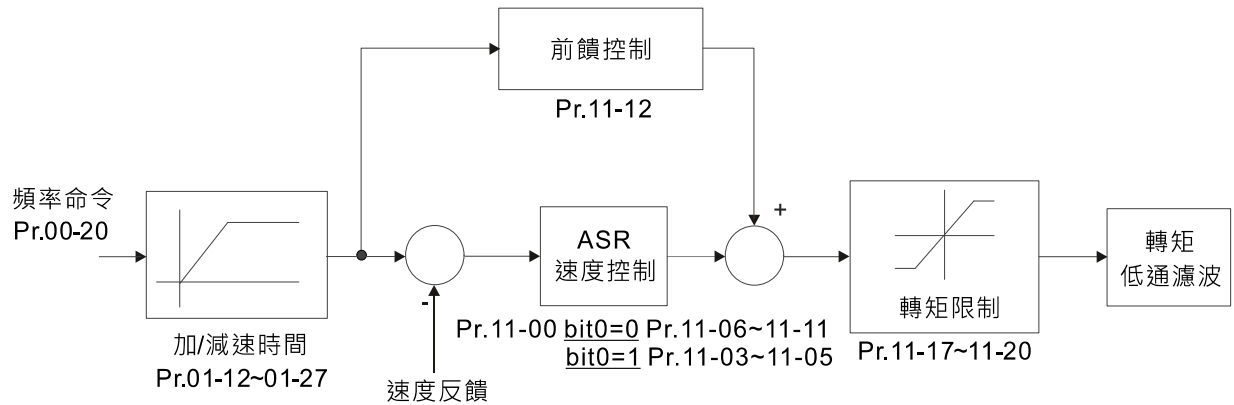 前饋控制
Pr.11-12
頻率命令
Pr.00-20
加/減速時間
Pr.01-12~01-27
-
速度反饋
ASR
速度控制
Pr.11-00 bit0=0 Pr.11-06~11-11
bit0=1 Pr.11-03~11-05
+
轉矩限制
Pr.11-17~11-20
轉矩
低通濾波